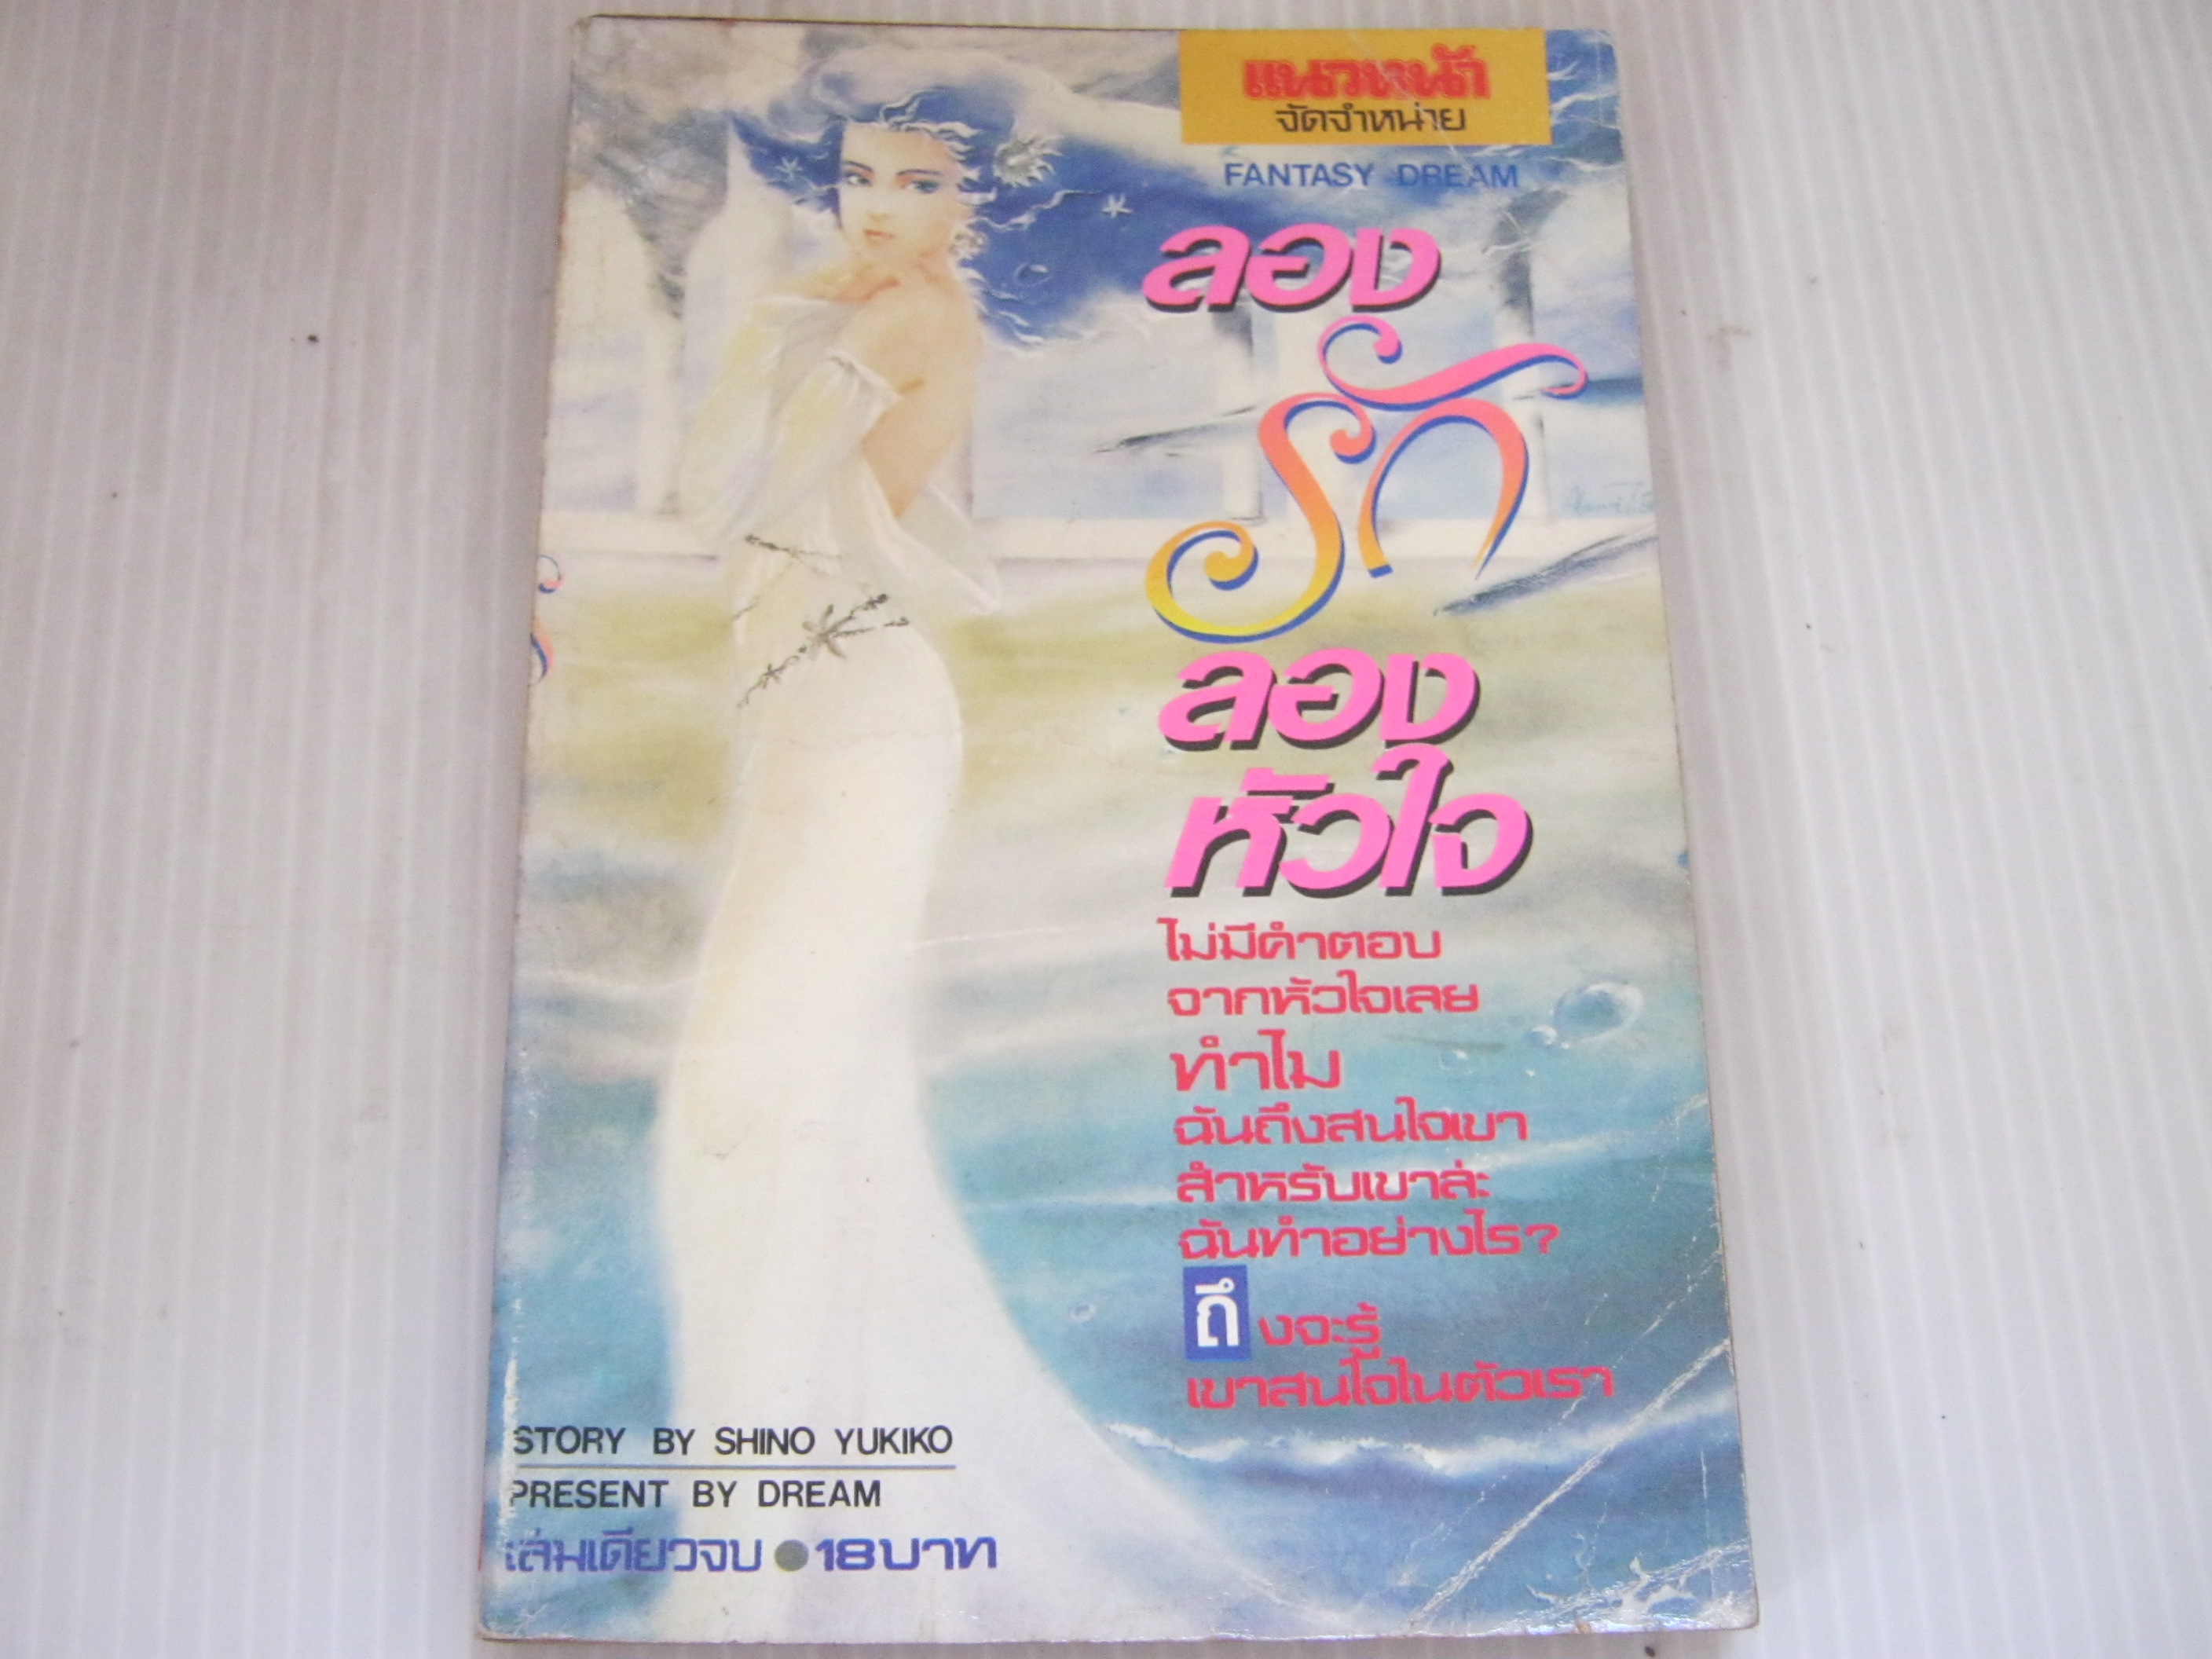 แนวหน้า
จัดจำหน่าย
FANTASY DREAM
ลอง
รัก
ลอง
หัวใจ
ไม่มีคำตอบ
จากหัวใจเลย
ทำไม
ฉันถึงสนใจเขา
สำหรับเขาล่ะ
ฉันทำอย่างไร?
ถึงจะรู้
เขาสนใจในตัวเรา
STORY BY SHINO YUKIKO
PRESENT BY DREAM
เล่มเดียวจบ ● 18 บาท